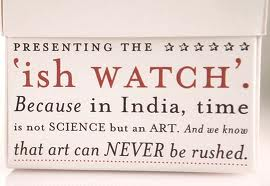 PRESENTING THE ☆☆☆☆☆☆
'ish WATCH'.
Because in India, time
is not SCIENCE but an ART. And we know
that art can NEVER be rushed.